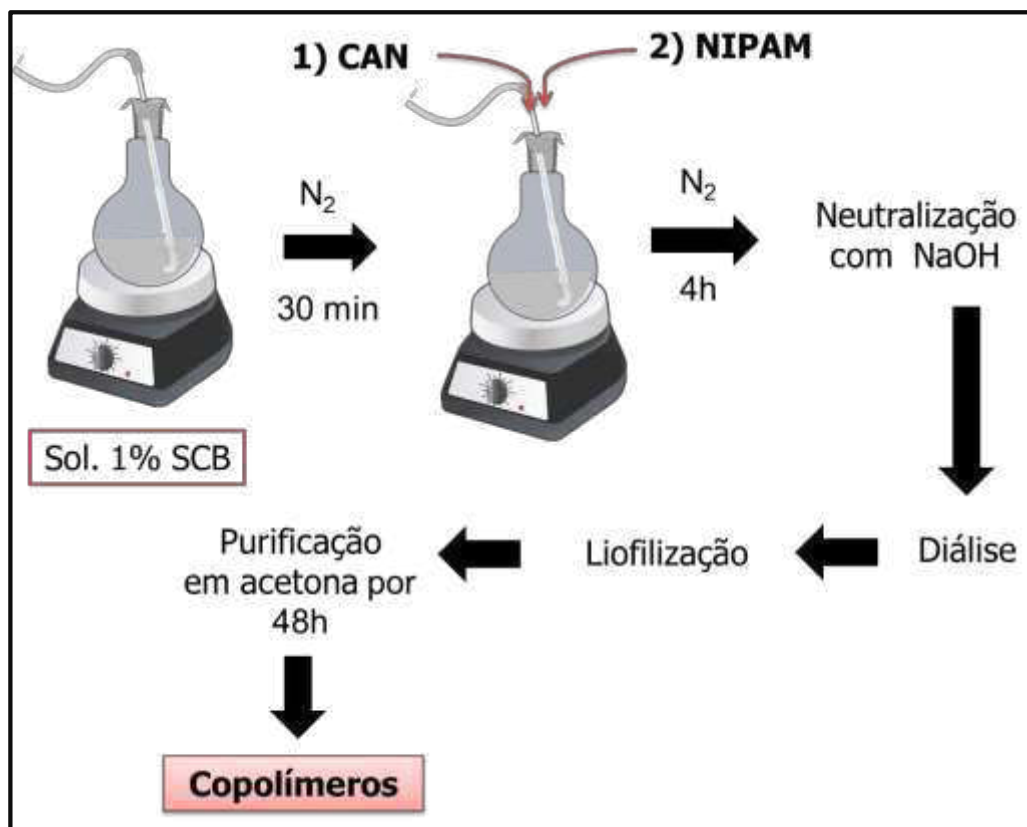 1) CAN
2) NIPAM
N₂
30 min
N₂
4h
Neutralização
com NaOH
Sol. 1% SCB
Diálise
Liofilização
Purificação
em acetona por
48h
Copolímeros